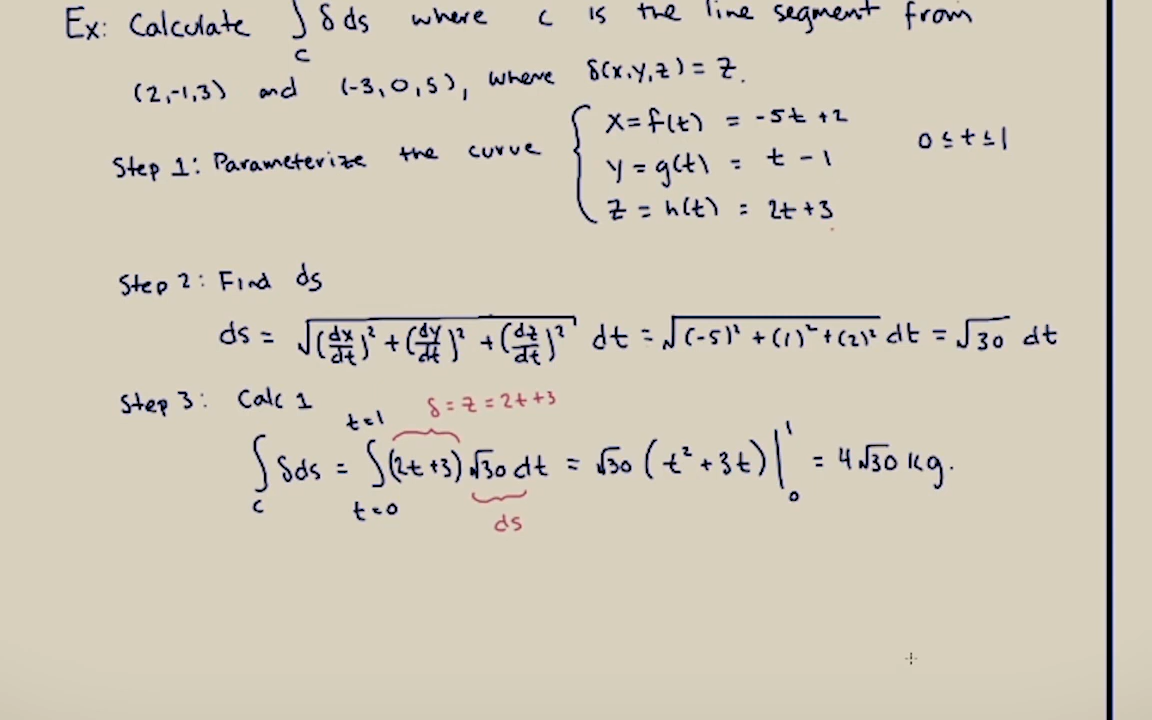 Ex: Calculate ∫_C δ ds where C is the line segment from
(2,-1,3) and (-3,0,5), where δ(x,y,z) = z.
Step 1: Parameterize the curve { x = f(t) = -5t + 2
y = g(t) = t - 1
z = h(t) = 2t + 3
0 ≤ t ≤ 1
Step 2: Find ds
ds = √((dx/dt)² + (dy/dt)² + (dz/dt)²) dt = √((-5)² + (1)² + (2)²) dt = √30 dt
Step 3: Calc 1
δ = z = 2t+3
∫_C δ ds = ∫_{t=0}^{t=1} (2t+3) √30 dt = √30 (t² + 3t) |_0^1 = 4√30 kg.
ds